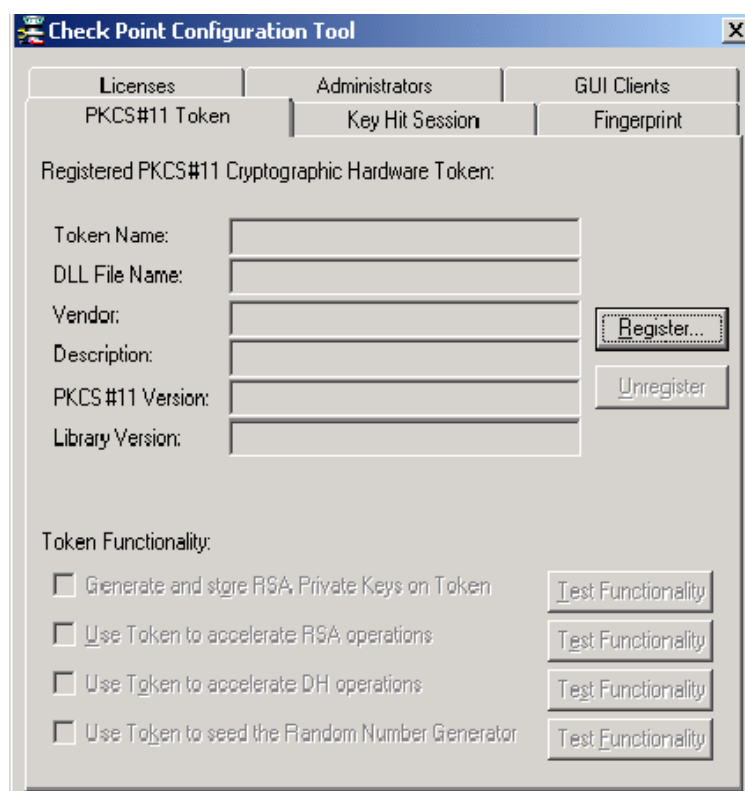 Check Point Configuration Tool
Licenses
Administrators
GUI Clients
PKCS#11 Token
Key Hit Session
Fingerprint
Registered PKCS#11 Cryptographic Hardware Token:
Token Name:
DLL File Name:
Vendor:
Register...
Description:
Unregister
PKCS#11 Version:
Library Version:
Token Functionality:
Generate and store RSA Private Keys on Token
Test Functionality
Use Token to accelerate RSA operations
Test Functionality
Use Token to accelerate DH operations
Test Functionality
Use Token to seed the Random Number Generator
Test Functionality